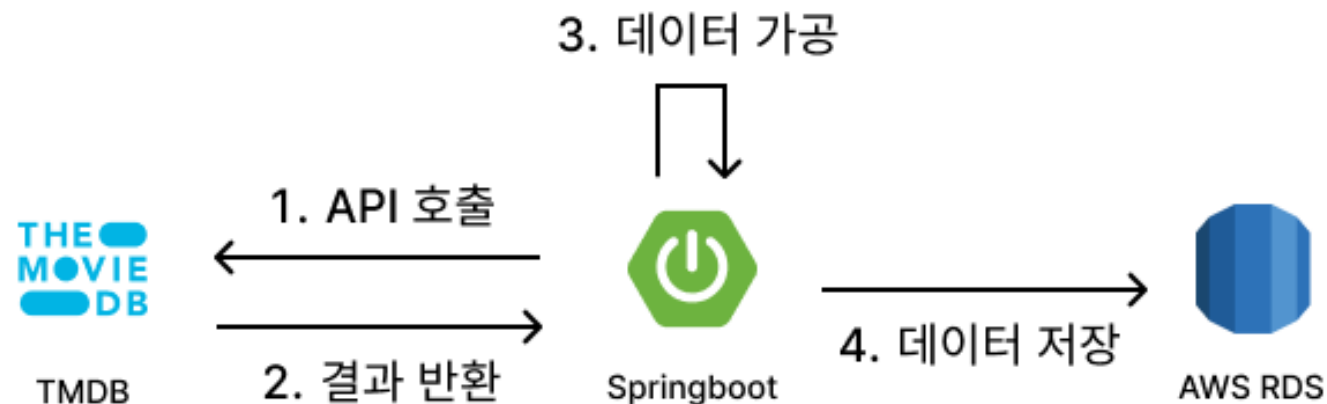 3. 데이터 가공
1. API 호출
THE
MOVIE
DB
2. 결과 반환
4. 데이터 저장
TMDB
Springboot
AWS RDS